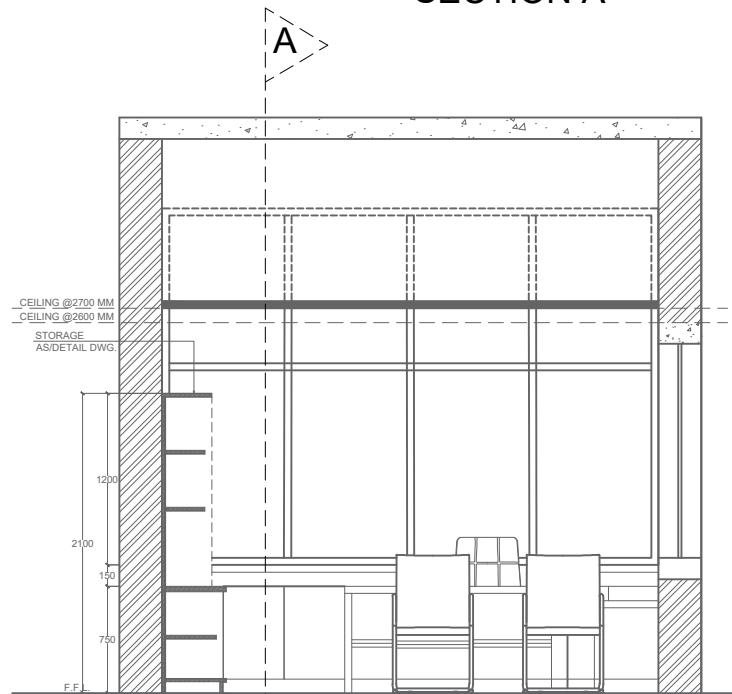 SECTION A
A
CEILING @2700 MM
CEILING @2600 MM
STORAGE
AS/DETAIL DWG.
1200
2100
150
750
F.F.L.